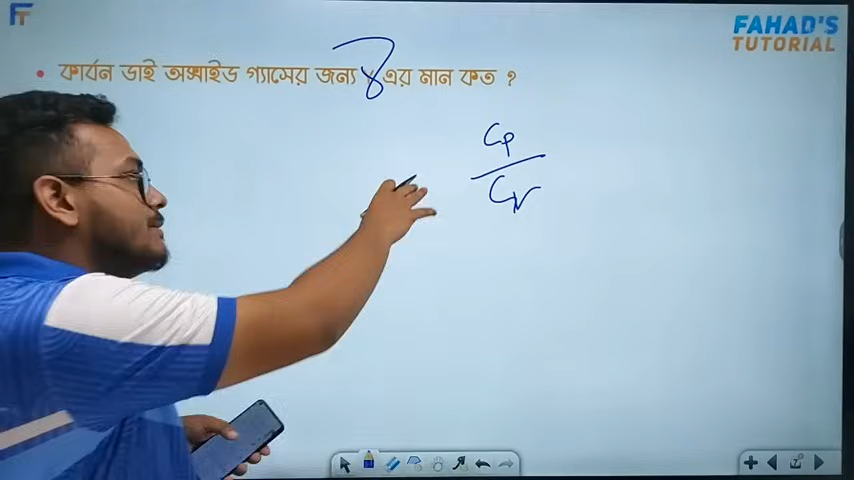 FT
FAHAD'S
TUTORIAL
কার্বন ডাই অক্সাইড গ্যাসের জন্য γ এর মান কত ?
Cp
Cv